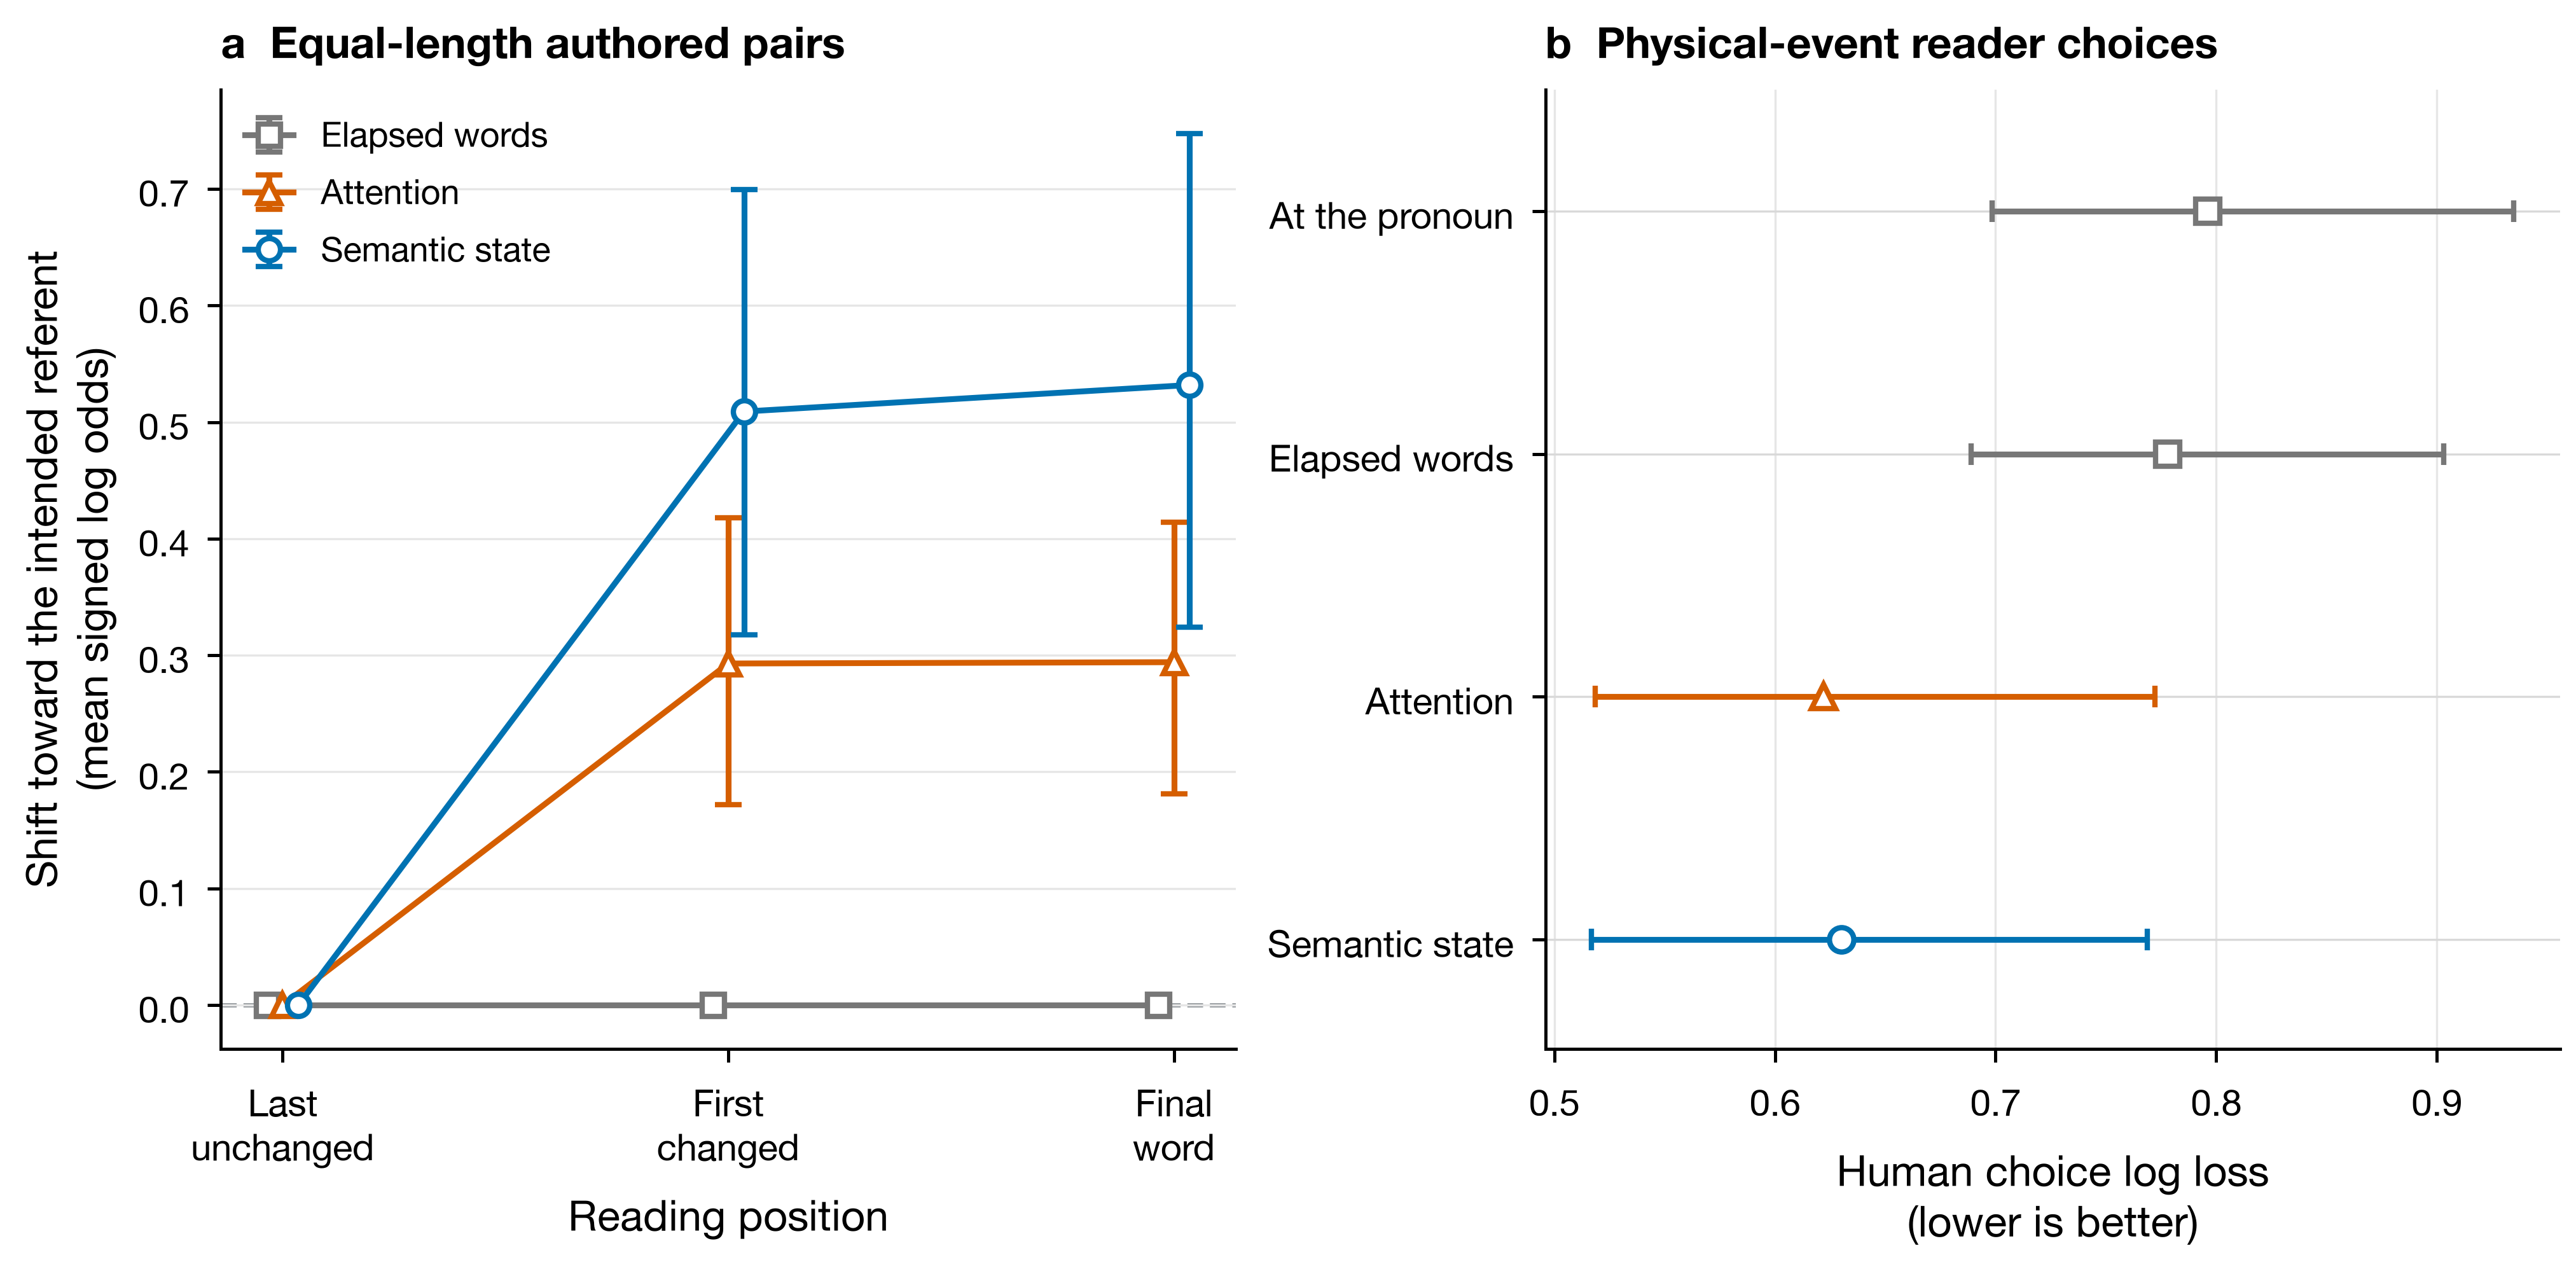 a Equal-length authored pairs
Elapsed words
Attention
Semantic state
0.7
0.6
0.5
0.4
0.3
0.2
0.1
0.0
Shift toward the intended referent
(mean signed log odds)
Last
unchanged
First
changed
Final
word
Reading position
b Physical-event reader choices
At the pronoun
Elapsed words
Attention
Semantic state
0.5 0.6 0.7 0.8 0.9
Human choice log loss
(lower is better)